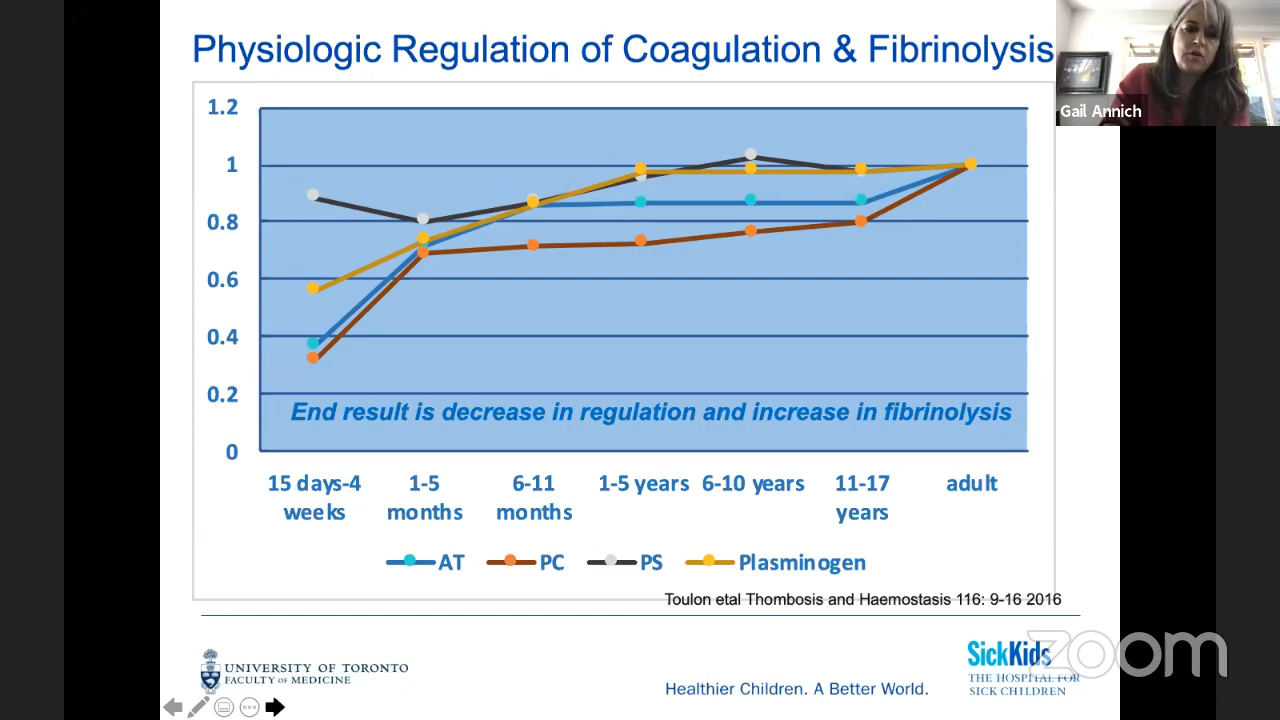 Physiologic Regulation of Coagulation & Fibrinolysis
Gail Annich
1.2
1
0.8
0.6
0.4
0.2
0
End result is decrease in regulation and increase in fibrinolysis
15 days-4 weeks
1-5 months
6-11 months
1-5 years
6-10 years
11-17 years
adult
AT PC PS Plasminogen
Toulon etal Thombosis and Haemostasis 116: 9-16 2016
UNIVERSITY OF TORONTO
FACULTY OF MEDICINE
Healthier Children. A Better World.
SickKids
THE HOSPITAL FOR
SICK CHILDREN
zoom